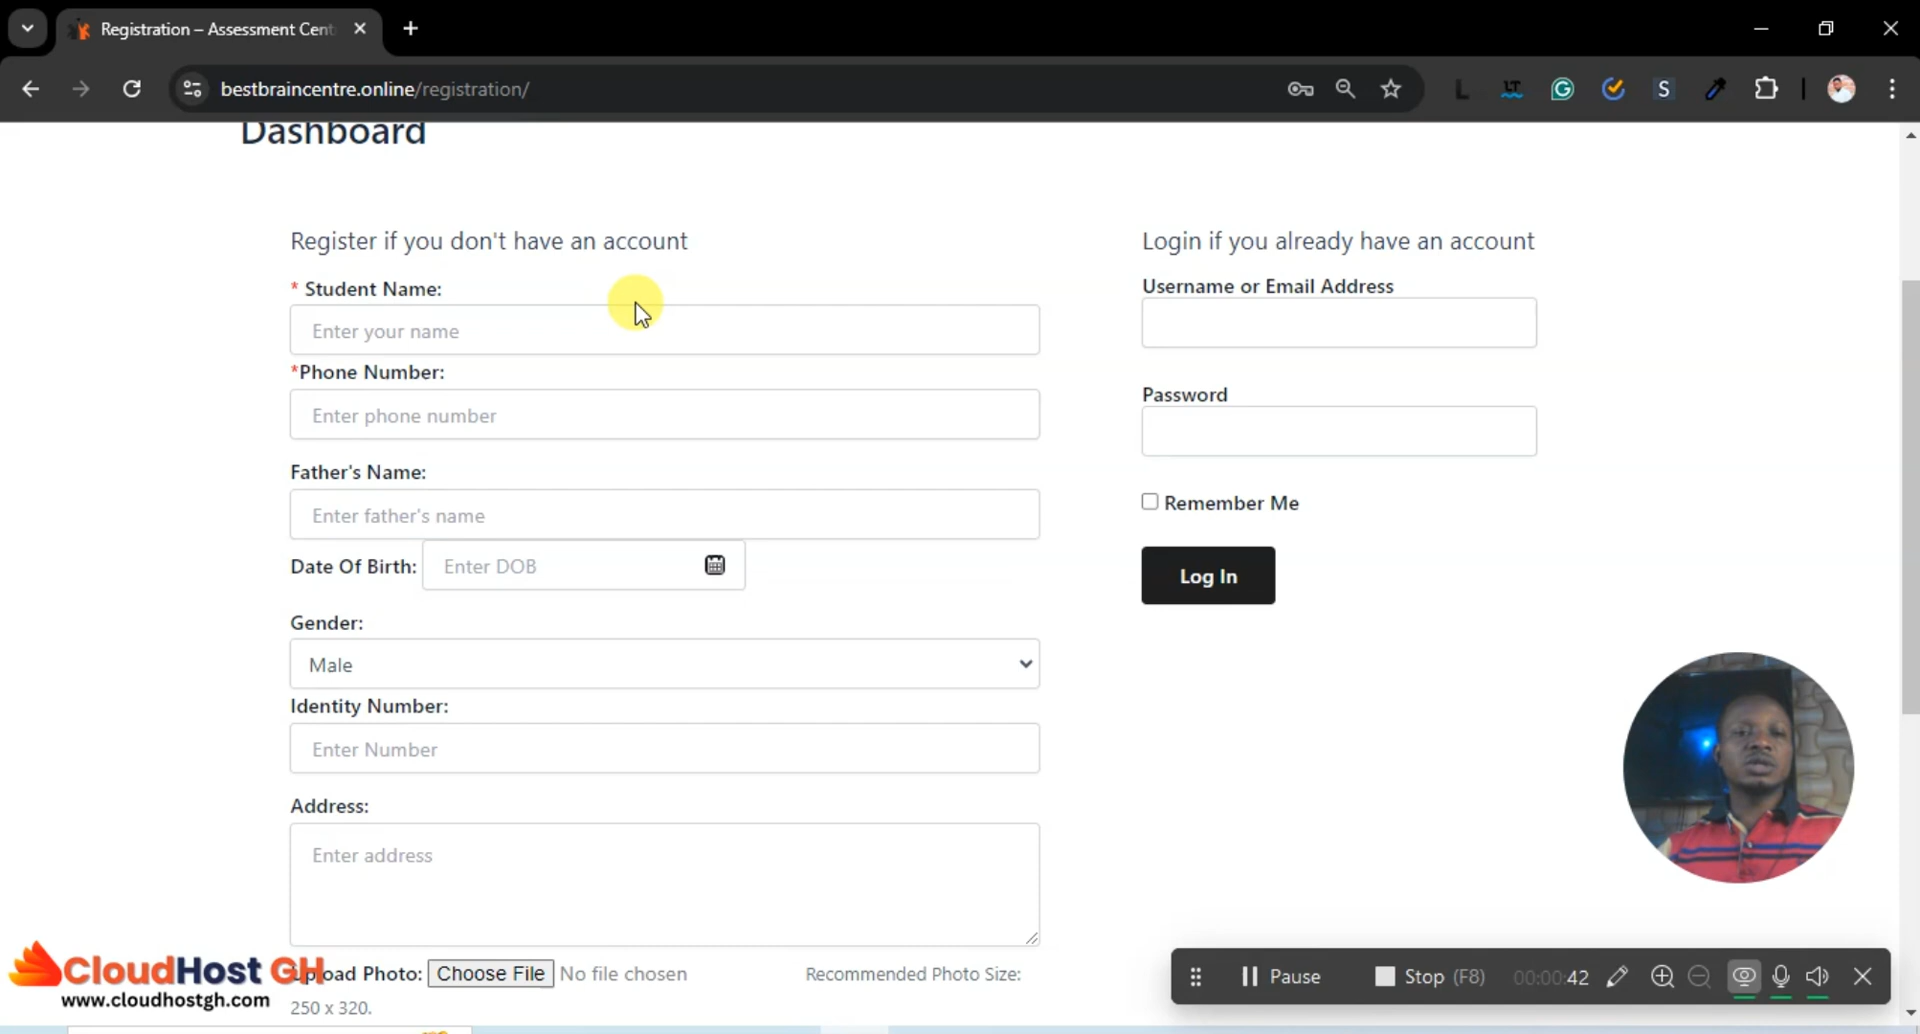 Registration – Assessment Cent
bestbraincentre.online/registration/
Dashboard
Register if you don't have an account
* Student Name:
Enter your name
*Phone Number:
Enter phone number
Father's Name:
Enter father's name
Date Of Birth: Enter DOB
Gender:
Male
Identity Number:
Enter Number
Address:
Enter address
Upload Photo: Choose File No file chosen Recommended Photo Size:
250 x 320.
Login if you already have an account
Username or Email Address
Password
Remember Me
Log In
CloudHost GH
www.cloudhostgh.com
Pause Stop (F8) 00:00:42